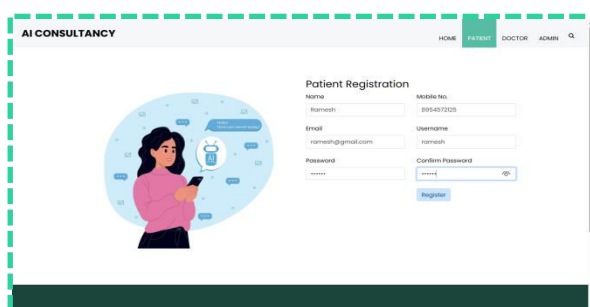 AI CONSULTANCY
HOME PATIENT DOCTOR ADMIN
Patient Registration
Name Mobile No.
Ramesh 8954572125
Email Username
ramesh@gmail.com ramesh
Password Confirm Password
Register
AI